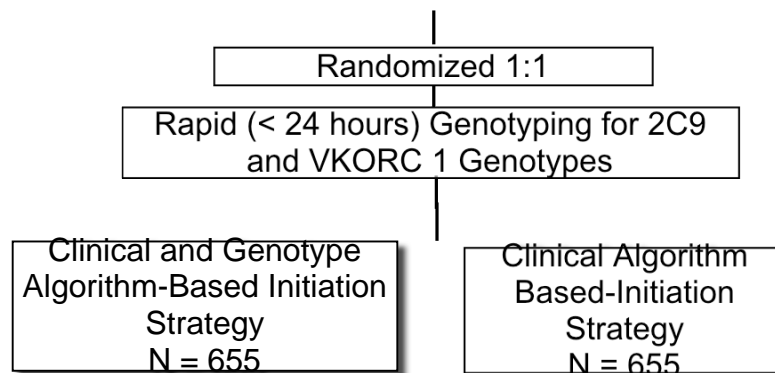 Randomized 1:1
Rapid (< 24 hours) Genotyping for 2C9
and VKORC 1 Genotypes
Clinical and Genotype
Algorithm-Based Initiation
Strategy
N = 655
Clinical Algorithm
Based-Initiation
Strategy
N = 655